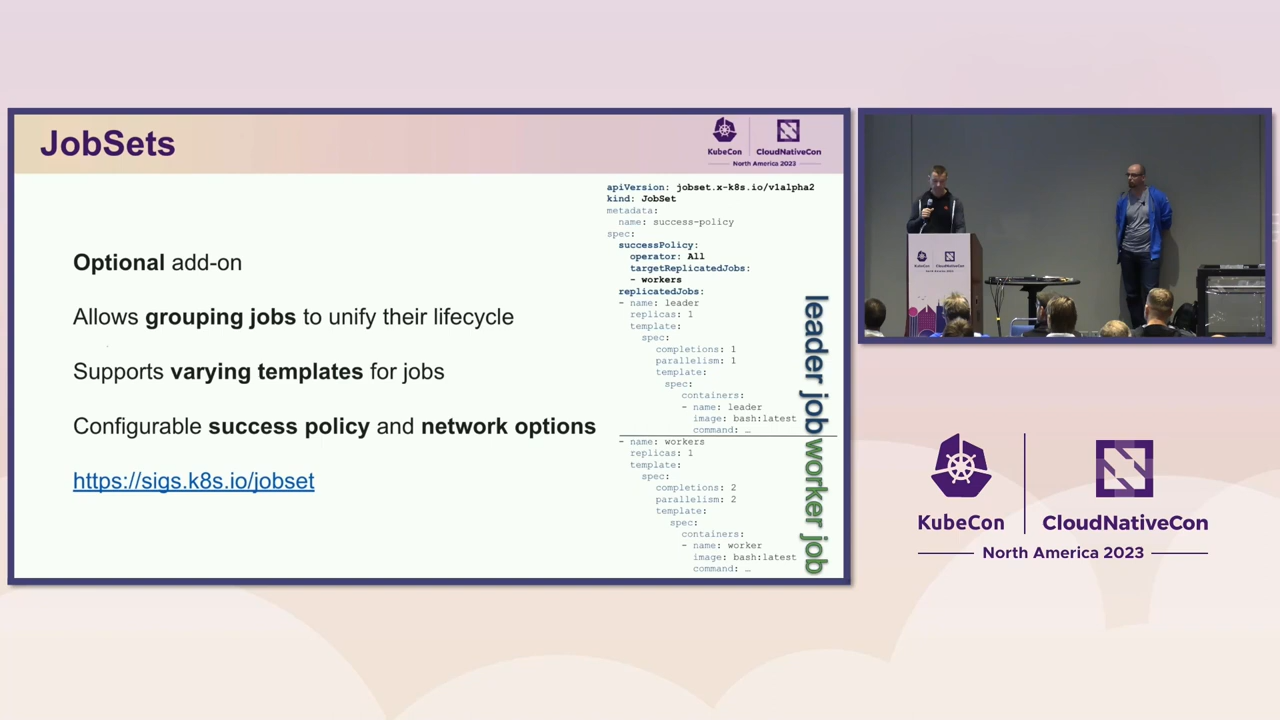 JobSets
KubeCon
CloudNativeCon
North America 2023
Optional add-on
Allows grouping jobs to unify their lifecycle
Supports varying templates for jobs
Configurable success policy and network options
https://sigs.k8s.io/jobset
apiVersion: jobset.x-k8s.io/v1alpha2
kind: JobSet
metadata:
name: success-policy
spec:
successPolicy:
operator: All
targetReplicatedJobs:
- workers
replicatedJobs:
- name: leader
replicas: 1
template:
spec:
completions: 1
parallelism: 1
template:
spec:
containers:
- name: leader
image: bash:latest
command: …
- name: workers
replicas: 1
template:
spec:
completions: 2
parallelism: 2
template:
spec:
containers:
- name: worker
image: bash:latest
command: …
leader job
worker job
KubeCon
CloudNativeCon
KubeCon
CloudNativeCon
North America 2023